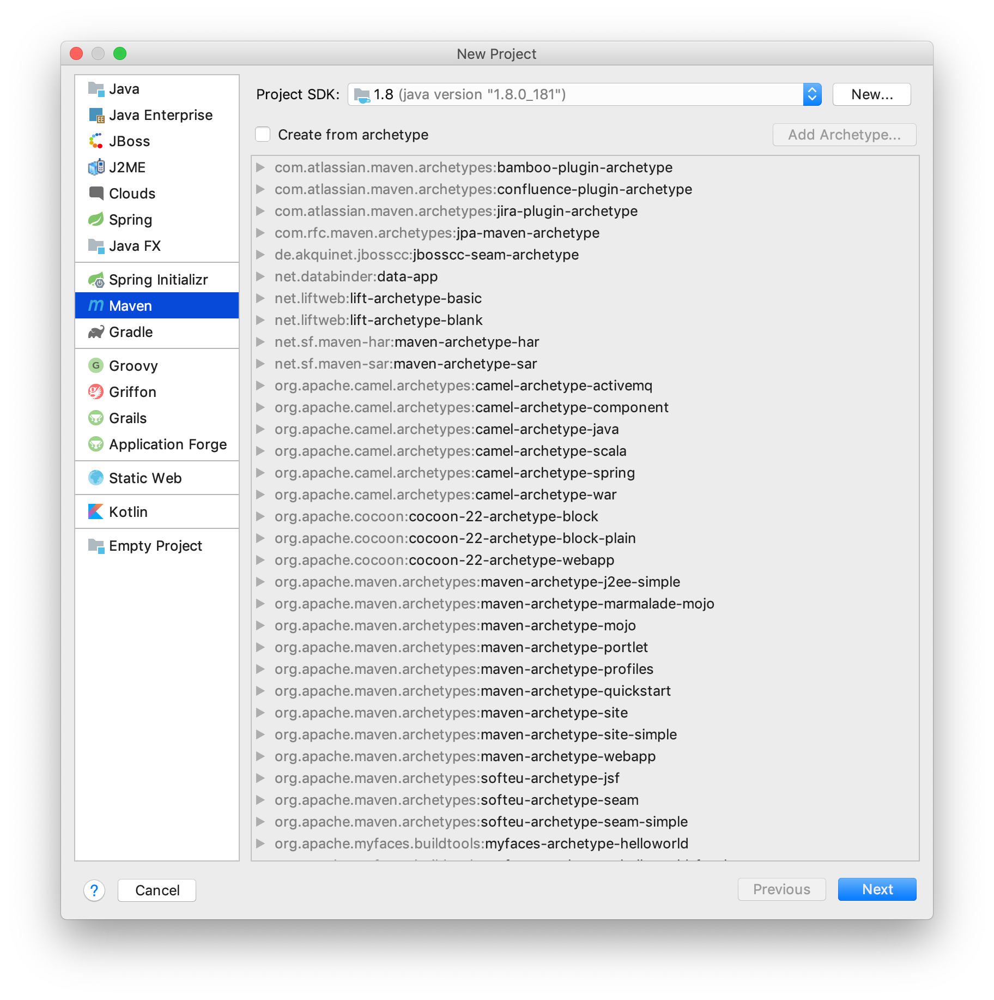 New Project
Java
Java Enterprise
JBoss
J2ME
Clouds
Spring
Java FX
Spring Initializr
Maven
Gradle
Groovy
Griffon
Grails
Application Forge
Static Web
Kotlin
Empty Project
Project SDK: 1.8 (java version "1.8.0_181") New...
Create from archetype Add Archetype...
com.atlassian.maven.archetypes:bamboo-plugin-archetype
com.atlassian.maven.archetypes:confluence-plugin-archetype
com.atlassian.maven.archetypes:jira-plugin-archetype
com.rfc.maven.archetypes:jpa-maven-archetype
de.akquinet.jbosscc:jbosscc-seam-archetype
net.databinder:data-app
net.liftweb:lift-archetype-basic
net.liftweb:lift-archetype-blank
net.sf.maven-har:maven-archetype-har
net.sf.maven-sar:maven-archetype-sar
org.apache.camel.archetypes:camel-archetype-activemq
org.apache.camel.archetypes:camel-archetype-component
org.apache.camel.archetypes:camel-archetype-java
org.apache.camel.archetypes:camel-archetype-scala
org.apache.camel.archetypes:camel-archetype-spring
org.apache.camel.archetypes:camel-archetype-war
org.apache.cocoon:cocoon-22-archetype-block
org.apache.cocoon:cocoon-22-archetype-block-plain
org.apache.cocoon:cocoon-22-archetype-webapp
org.apache.maven.archetypes:maven-archetype-j2ee-simple
org.apache.maven.archetypes:maven-archetype-marmalade-mojo
org.apache.maven.archetypes:maven-archetype-mojo
org.apache.maven.archetypes:maven-archetype-portlet
org.apache.maven.archetypes:maven-archetype-profiles
org.apache.maven.archetypes:maven-archetype-quickstart
org.apache.maven.archetypes:maven-archetype-site
org.apache.maven.archetypes:maven-archetype-site-simple
org.apache.maven.archetypes:maven-archetype-webapp
org.apache.maven.archetypes:softeu-archetype-jsf
org.apache.maven.archetypes:softeu-archetype-seam
org.apache.maven.archetypes:softeu-archetype-seam-simple
org.apache.myfaces.buildtools:myfaces-archetype-helloworld
? Cancel Previous Next